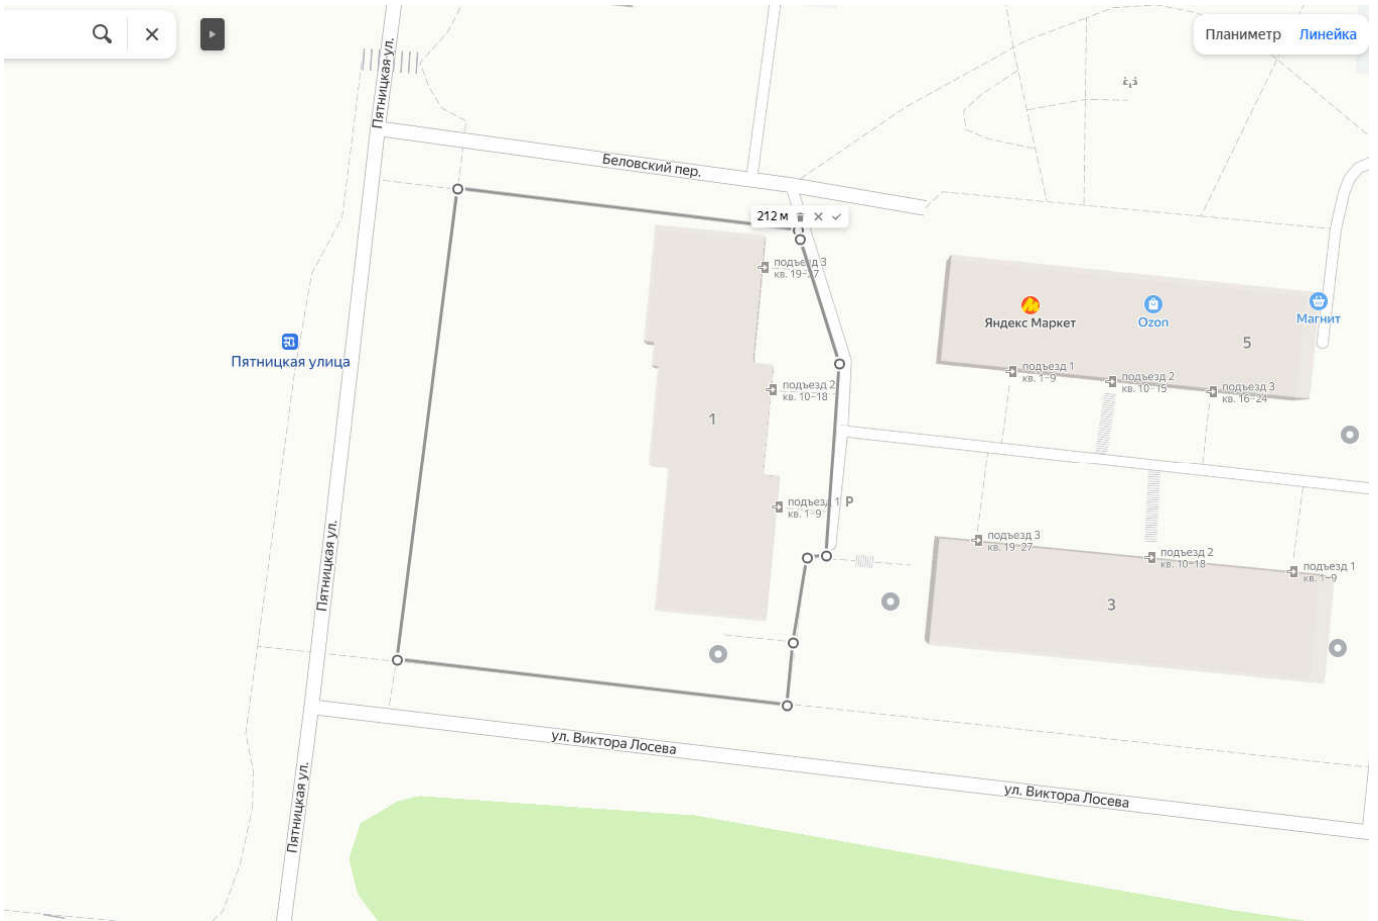 Планиметр Линейка
Пятницкая ул.
Беловский пер.
212 м
подъезд 3
кв. 19-27
Яндекс Маркет
Ozon
Магнит
5
Пятницкая улица
подъезд 1
кв. 1-9
подъезд 2
кв. 10-15
подъезд 3
кв. 16-24
подъезд 2
кв. 10-18
1
подъезд 1
кв. 1-9
P
Пятницкая ул.
подъезд 3
кв. 19-27
подъезд 2
кв. 10-18
подъезд 1
кв. 1-9
3
ул. Виктора Лосева
ул. Виктора Лосева
Пятницкая ул.